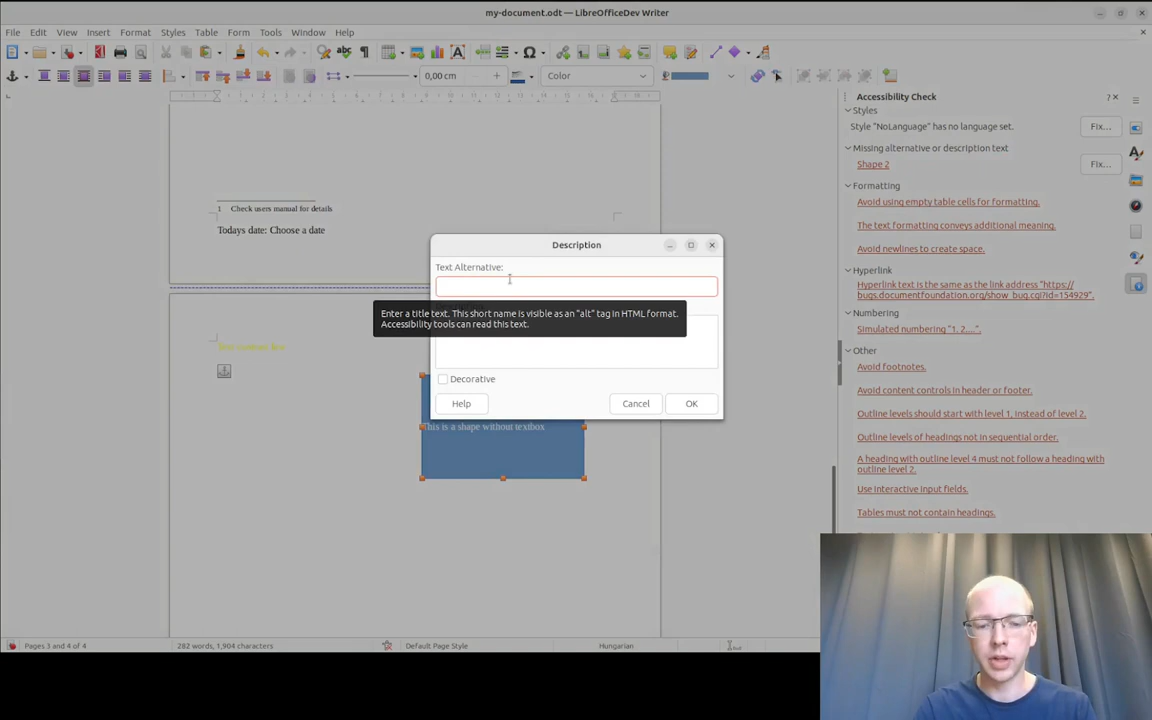 my-document.odt — LibreOfficeDev Writer
File Edit View Insert Format Styles Table Form Tools Window Help
0,00 cm
Color
Accessibility Check
Styles
Style "NoLanguage" has no language set.
Fix...
Missing alternative or description text
Shape 2
Fix...
Formatting
Avoid using empty table cells for formatting.
The text formatting conveys additional meaning.
Avoid newlines to create space.
Hyperlink
Hyperlink text is the same as the link address "https://
bugs.documentfoundation.org/show_bug.cgi?id=154929".
Numbering
Simulated numbering "1. 2....".
Other
Avoid footnotes.
Avoid content controls in header or footer.
Outline levels should start with level 1, instead of level 2.
Outline levels of headings not in sequential order.
A heading with outline level 4 must not follow a heading with
outline level 2.
Use interactive input fields.
Tables must not contain headings.
1 Check users manual for details
Todays date: Choose a date
Description
Text Alternative:
Enter a title text. This short name is visible as an "alt" tag in HTML format.
Accessibility tools can read this text.
Decorative
Help
Cancel
OK
This is a shape without textbox
Pages 3 and 4 of 4
282 words, 1,904 characters
Default Page Style
Hungarian